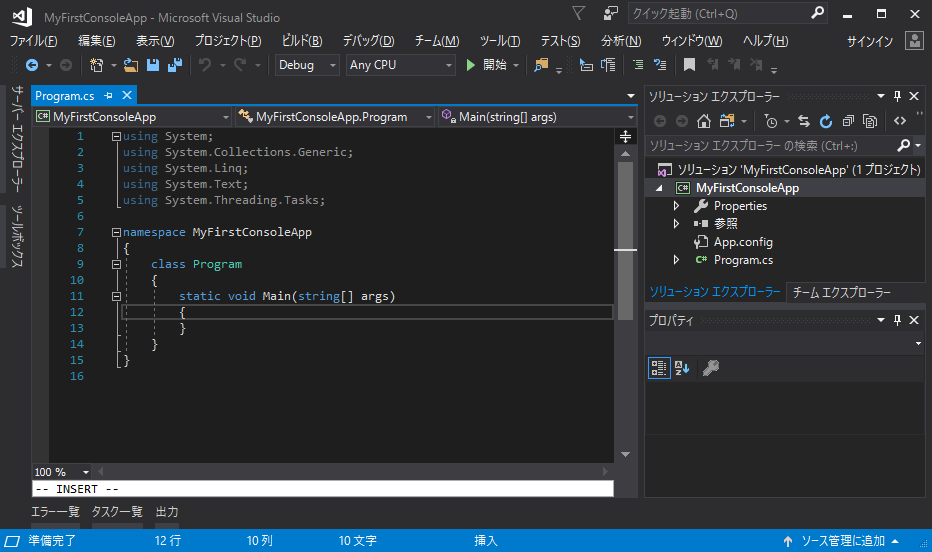 MyFirstConsoleApp - Microsoft Visual Studio
クイック起動 (Ctrl+Q)
ファイル(F) 編集(E) 表示(V) プロジェクト(P) ビルド(B) デバッグ(D) チーム(M) ツール(T) テスト(S) 分析(N) ウィンドウ(W) ヘルプ(H) サインイン
Debug Any CPU 開始
サーバー エクスプローラー
ツールボックス
Program.cs
MyFirstConsoleApp MyFirstConsoleApp.Program Main(string[] args)
1 using System;
2 using System.Collections.Generic;
3 using System.Linq;
4 using System.Text;
5 using System.Threading.Tasks;
6
7 namespace MyFirstConsoleApp
8 {
9 class Program
10 {
11 static void Main(string[] args)
12 {
13 }
14 }
15 }
16
100 %
-- INSERT --
ソリューション エクスプローラー
ソリューション エクスプローラー の検索 (Ctrl+:)
ソリューション 'MyFirstConsoleApp' (1 プロジェクト)
C# MyFirstConsoleApp
Properties
参照
App.config
C# Program.cs
ソリューション エクスプローラー チーム エクスプローラー
プロパティ
エラー一覧 タスク一覧 出力
準備完了 12 行 10 列 10 文字 挿入 ソース管理に追加